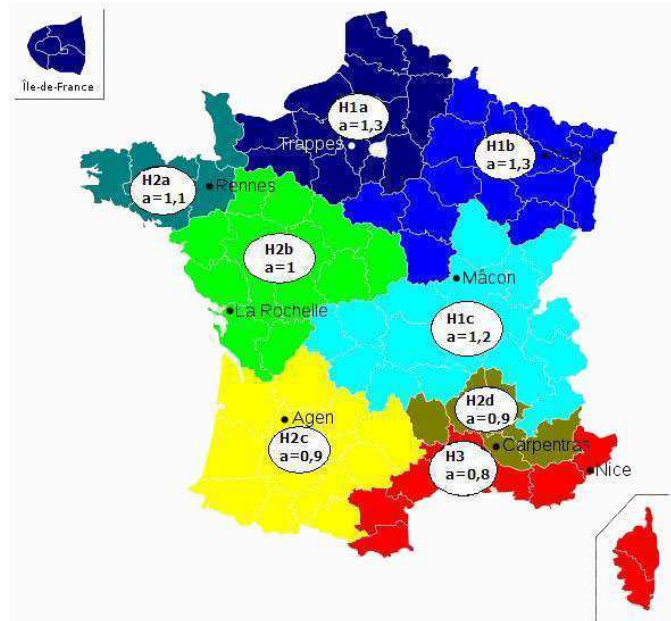 Île-de-France
H1a
a=1,3
Trappes
H1b
a=1,3
H2a
a=1,1
Rennes
H2b
a=1
Mâcon
La Rochelle
H1c
a=1,2
H2d
a=0,9
Agen
H2c
a=0,9
Carpentras
H3
a=0,8
Nice